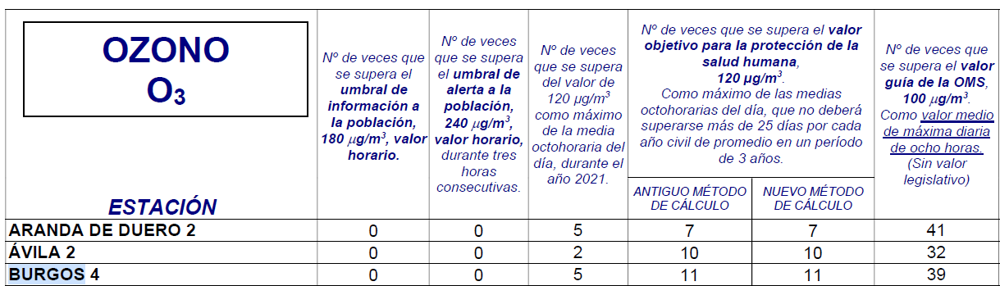 OZONO
O3
ESTACIÓN
Nº de veces que
se supera el
umbral de
información a
la población,
180 µg/m3, valor
horario.
Nº de veces
que se supera
el umbral de
alerta a la
población,
240 µg/m3,
valor horario,
durante tres
horas
consecutivas.
Nº de veces
que se supera
del valor de
120 µg/m3
como máximo
de la media
octohoraria del
día, durante el
año 2021.
Nº de veces que se supera el valor
objetivo para la protección de la
salud humana,
120 µg/m3.
Como máximo de las medias
octohorarias del día, que no deberá
superarse más de 25 días por cada
año civil de promedio en un período
de 3 años.
ANTIGUO MÉTODO
DE CÁLCULO
NUEVO MÉTODO
DE CÁLCULO
Nº de veces que
se supera el valor
guía de la OMS,
100 µg/m3.
Como valor medio
de máxima diaria
de ocho horas.
(Sin valor
legislativo)
ARANDA DE DUERO 2 0 0 5 7 7 41
ÁVILA 2 0 0 2 10 10 32
BURGOS 4 0 0 5 11 11 39